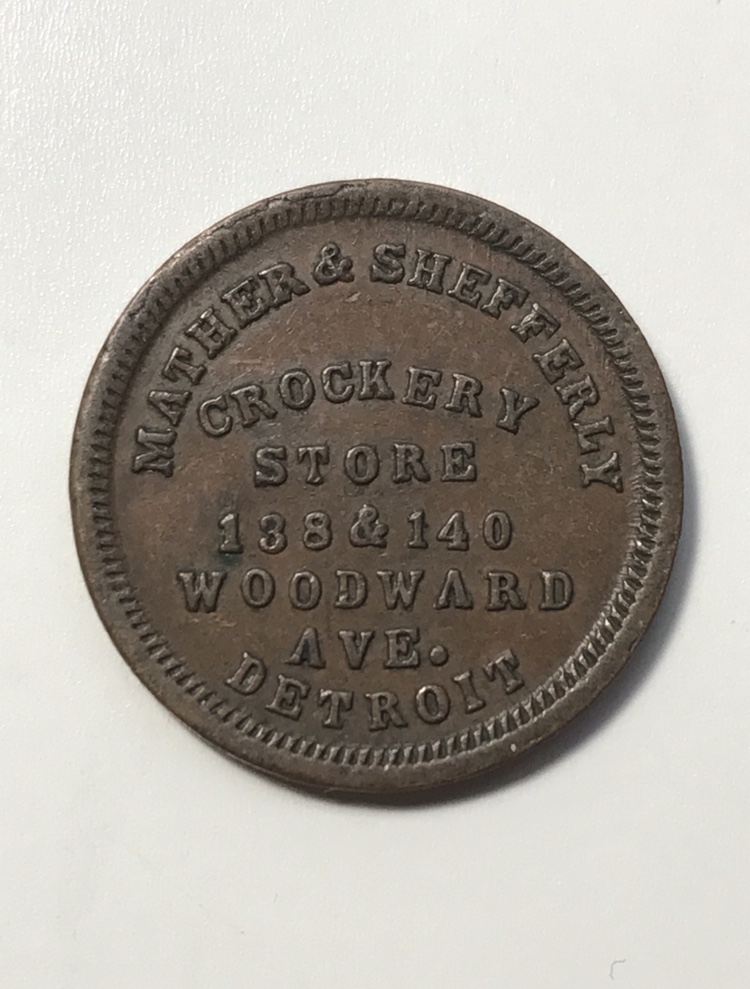 MATHER & SHEFFERLY
CROCKERY
STORE
138 & 140
WOODWARD
AVE.
DETROIT